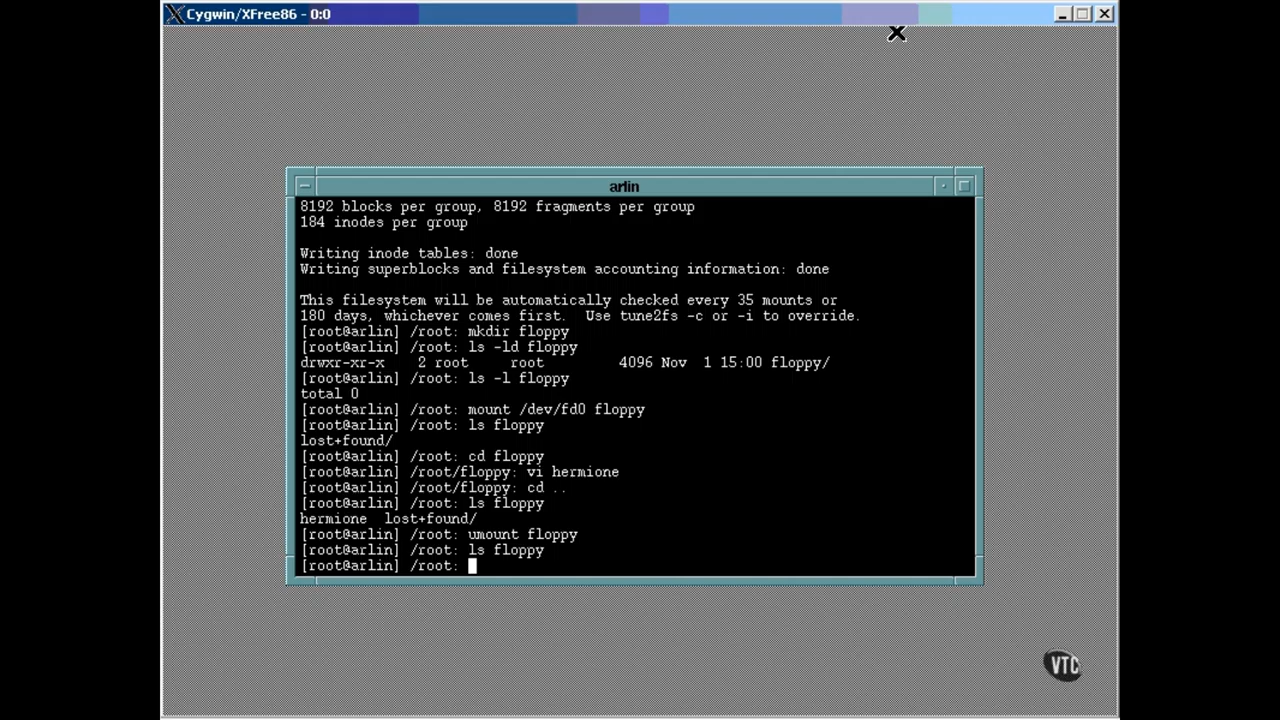 Cygwin/XFree86 - 0:0
arlin
8192 blocks per group, 8192 fragments per group
184 inodes per group
Writing inode tables: done
Writing superblocks and filesystem accounting information: done
This filesystem will be automatically checked every 35 mounts or
180 days, whichever comes first.  Use tune2fs -c or -i to override.
[root@arlin] /root: mkdir floppy
[root@arlin] /root: ls -ld floppy
drwxr-xr-x    2 root     root         4096 Nov  1 15:00 floppy/
[root@arlin] /root: ls -l floppy
total 0
[root@arlin] /root: mount /dev/fd0 floppy
[root@arlin] /root: ls floppy
lost+found/
[root@arlin] /root: cd floppy
[root@arlin] /root/floppy: vi hermione
[root@arlin] /root/floppy: cd ..
[root@arlin] /root: ls floppy
hermione  lost+found/
[root@arlin] /root: umount floppy
[root@arlin] /root: ls floppy
[root@arlin] /root:
VTC